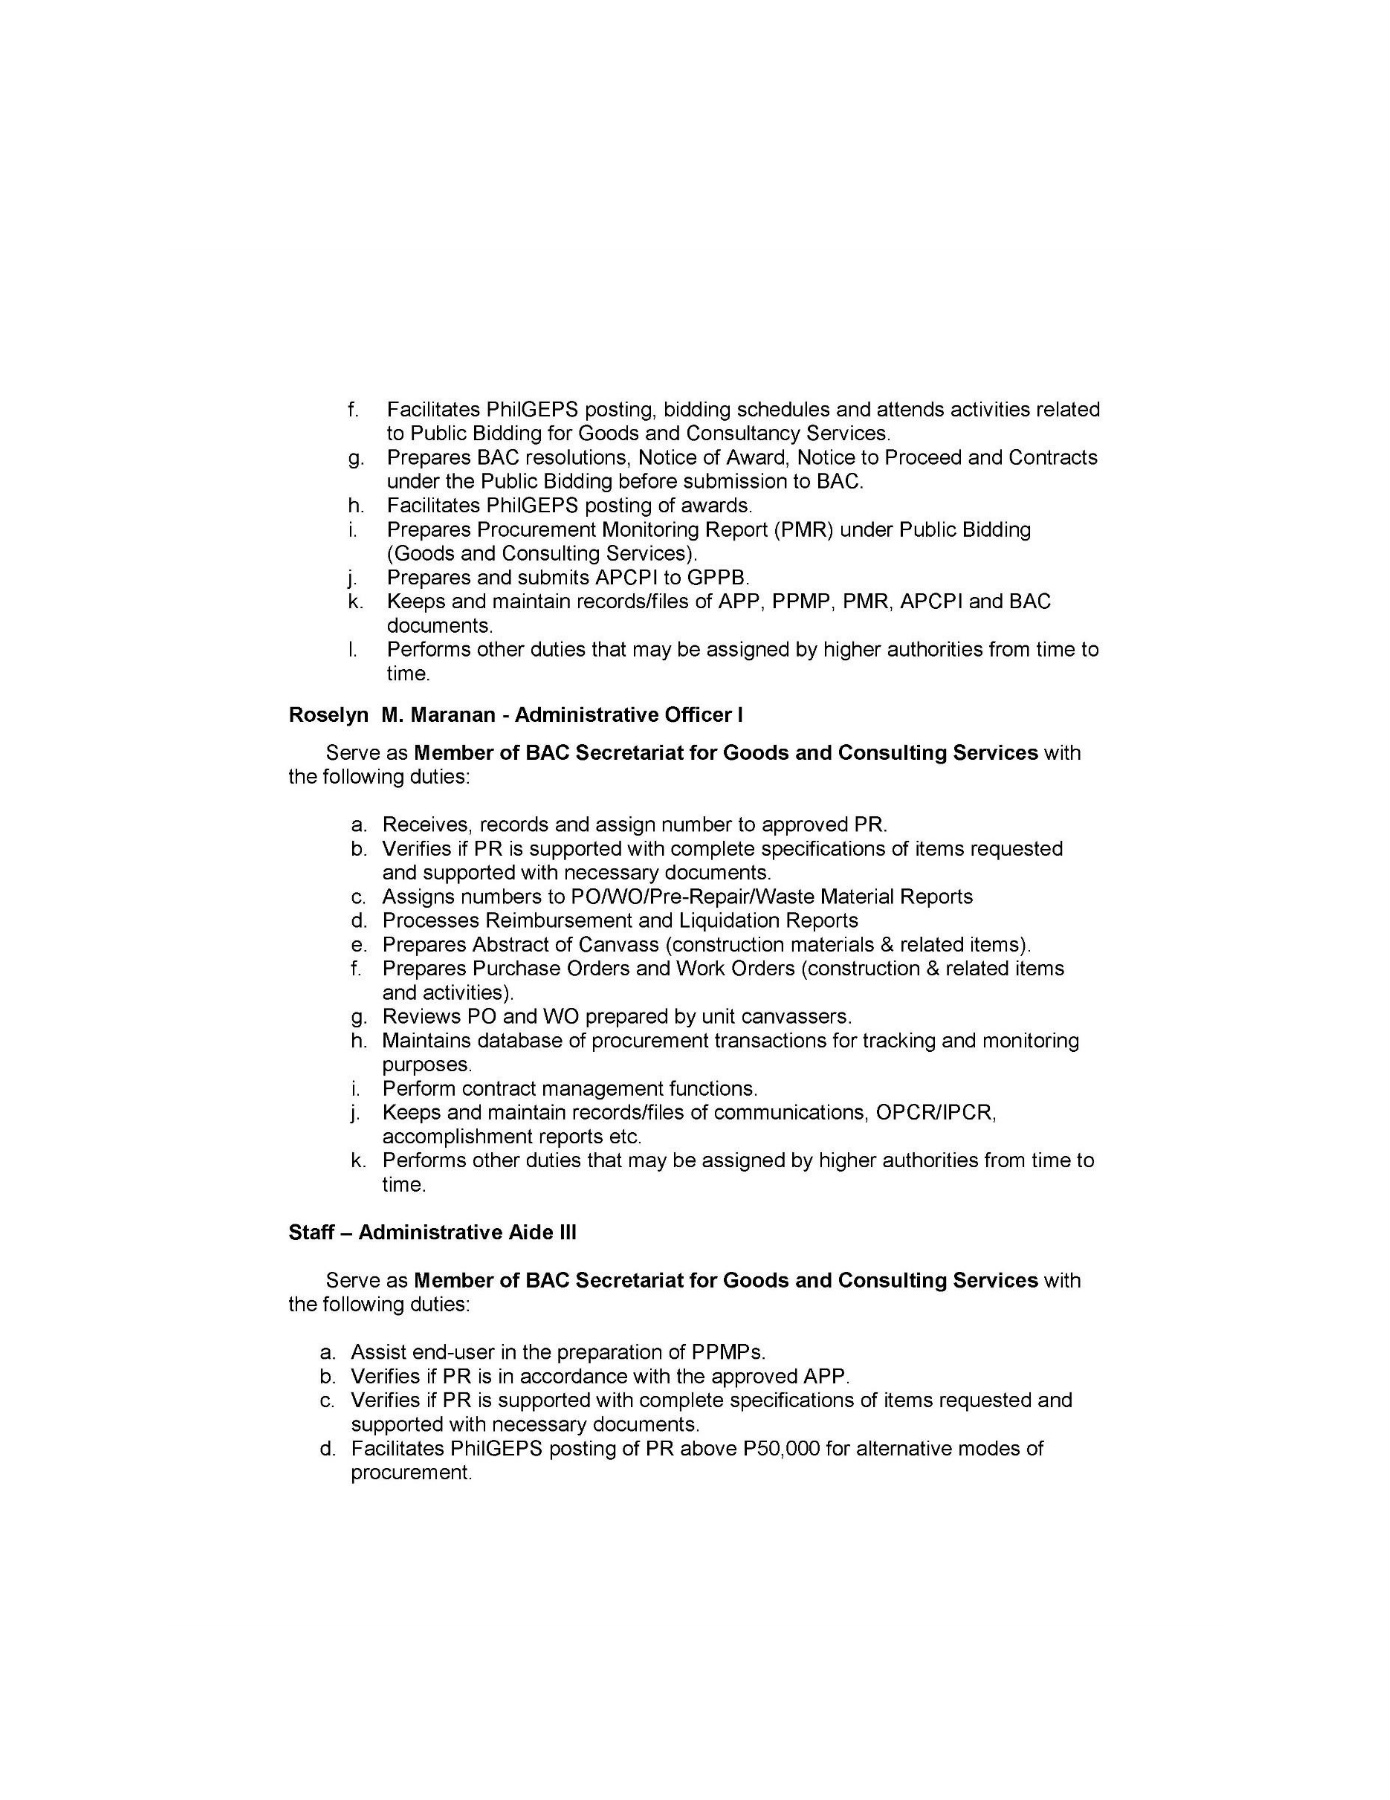 f. Facilitates PhilGEPS posting, bidding schedules and attends activities related
to Public Bidding for Goods and Consultancy Services.
g. Prepares BAC resolutions, Notice of Award, Notice to Proceed and Contracts
under the Public Bidding before submission to BAC.
h. Facilitates PhilGEPS posting of awards.
i. Prepares Procurement Monitoring Report (PMR) under Public Bidding
(Goods and Consulting Services).
j. Prepares and submits APCPI to GPPB.
k. Keeps and maintain records/files of APP, PPMP, PMR, APCPI and BAC
documents.
l. Performs other duties that may be assigned by higher authorities from time to
time.
Roselyn M. Maranan - Administrative Officer I
Serve as Member of BAC Secretariat for Goods and Consulting Services with
the following duties:
a. Receives, records and assign number to approved PR.
b. Verifies if PR is supported with complete specifications of items requested
and supported with necessary documents.
c. Assigns numbers to PO/WO/Pre-Repair/Waste Material Reports
d. Processes Reimbursement and Liquidation Reports
e. Prepares Abstract of Canvass (construction materials & related items).
f. Prepares Purchase Orders and Work Orders (construction & related items
and activities).
g. Reviews PO and WO prepared by unit canvassers.
h. Maintains database of procurement transactions for tracking and monitoring
purposes.
i. Perform contract management functions.
j. Keeps and maintain records/files of communications, OPCR/IPCR,
accomplishment reports etc.
k. Performs other duties that may be assigned by higher authorities from time to
time.
Staff – Administrative Aide III
Serve as Member of BAC Secretariat for Goods and Consulting Services with
the following duties:
a. Assist end-user in the preparation of PPMPs.
b. Verifies if PR is in accordance with the approved APP.
c. Verifies if PR is supported with complete specifications of items requested and
supported with necessary documents.
d. Facilitates PhilGEPS posting of PR above P50,000 for alternative modes of
procurement.